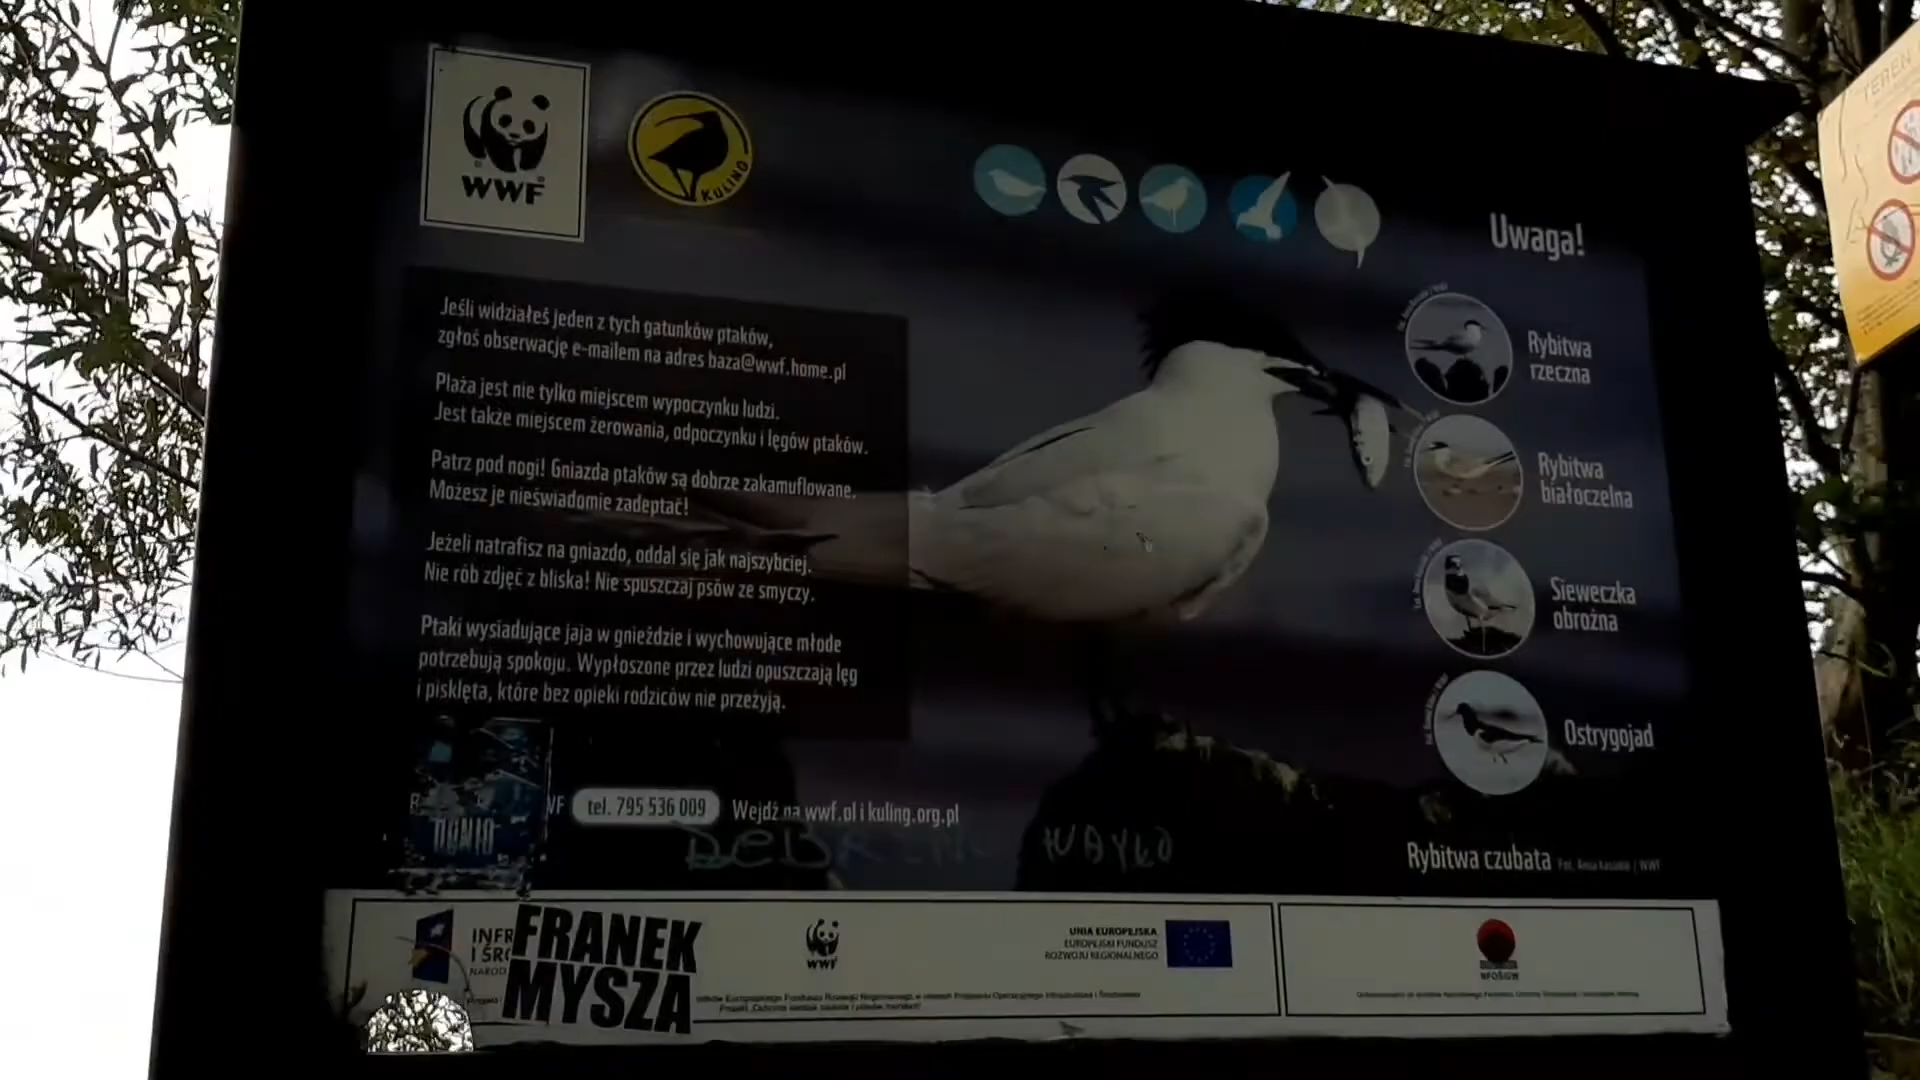 WWF
KULING
Uwaga!
Jeśli widziałeś jeden z tych gatunków ptaków,
zgłoś obserwację e-mailem na adres baza@wwf.home.pl
Plaża jest nie tylko miejscem wypoczynku ludzi.
Jest także miejscem żerowania, odpoczynku i lęgów ptaków.
Patrz pod nogi! Gniazda ptaków są dobrze zakamuflowane.
Możesz je nieświadomie zadeptać!
Jeżeli natrafisz na gniazdo, oddal się jak najszybciej.
Nie rób zdjęć z bliska! Nie spuszczaj psów ze smyczy.
Ptaki wysiadujące jaja w gnieździe i wychowujące młode
potrzebują spokoju. Wypłoszone przez ludzi opuszczają lęg
i pisklęta, które bez opieki rodziców nie przeżyją.
tel. 795 536 009 Wejdź na wwf.pl i kuling.org.pl
Rybitwa
rzeczna
Rybitwa
białoczelna
Sieweczka
obrożna
Ostrygojad
Rybitwa czubata
FRANEK
MYSZA
WWF
UNIA EUROPEJSKA
EUROPEJSKI FUNDUSZ
ROZWOJU REGIONALNEGO
NFOŚiGW
TEREN